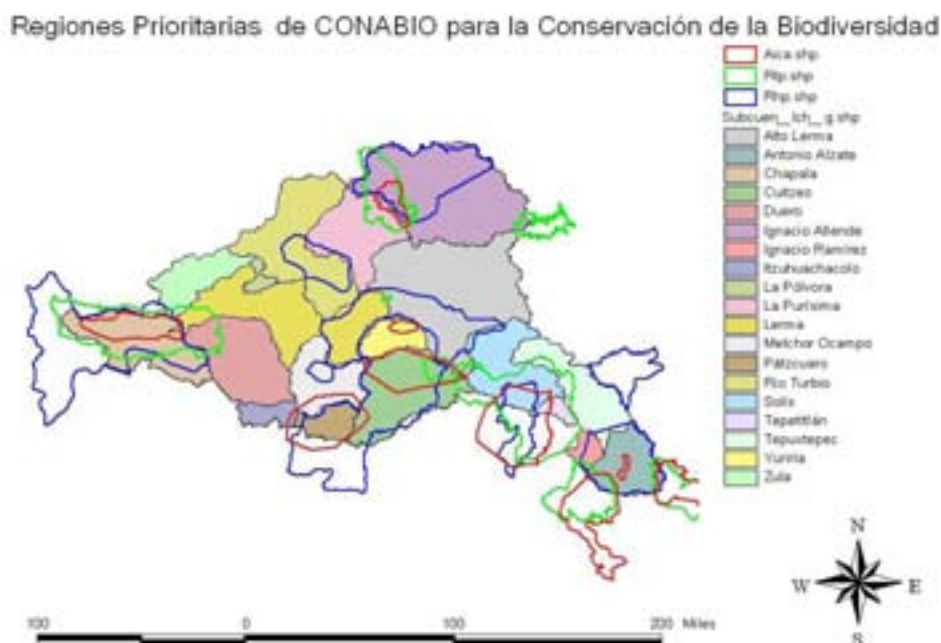 Regiones Prioritarias de CONABIO para la Conservación de la Biodiversidad
Aica.shp
Rtp.shp
Rhp.shp
Subcuen_lch_g.shp
Alto Lerma
Antonio Alzate
Chapala
Cuitzeo
Duero
Ignacio Allende
Ignacio Ramírez
Itzuhuachacolo
La Pólvora
La Purísima
Lerma
Melchor Ocampo
Pátzcuaro
Río Turbio
Solís
Tepetitlán
Tepuxtepec
Yuriria
Zula
N
W E
S
100 0 100 200 Miles